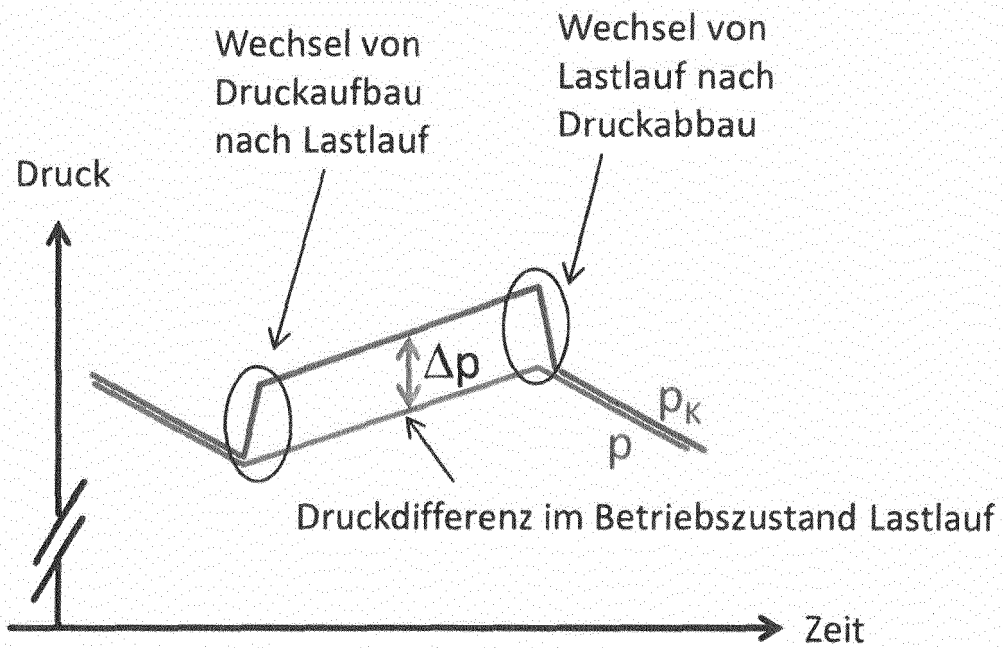 Wechsel von
Druckaufbau
nach Lastlauf
Wechsel von
Lastlauf nach
Druckabbau
Druck
Δp
pK
p
Druckdifferenz im Betriebszustand Lastlauf
Zeit